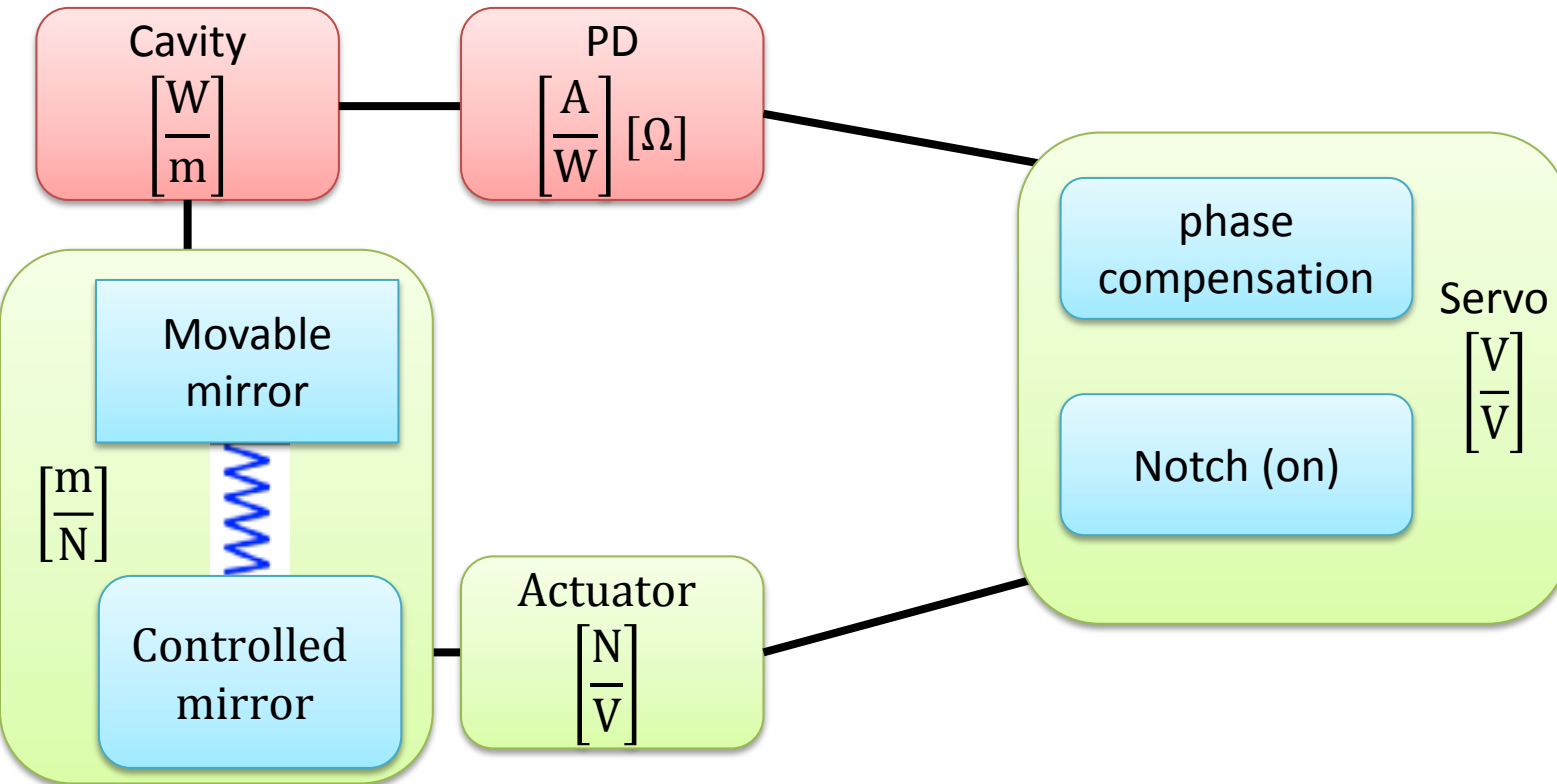 Cavity
[W/m]
PD
[A/W] [Ω]
phase
compensation
Servo
[V/V]
Notch (on)
Movable
mirror
[m/N]
Controlled
mirror
Actuator
[N/V]